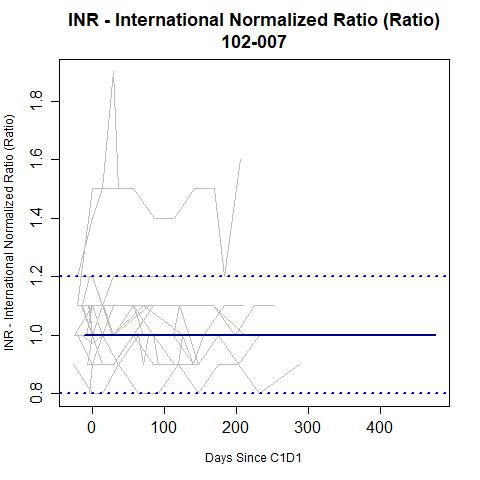 INR - International Normalized Ratio (Ratio)
102-007
INR - International Normalized Ratio (Ratio)
1.8
1.6
1.4
1.2
1.0
0.8
0 100 200 300 400
Days Since C1D1